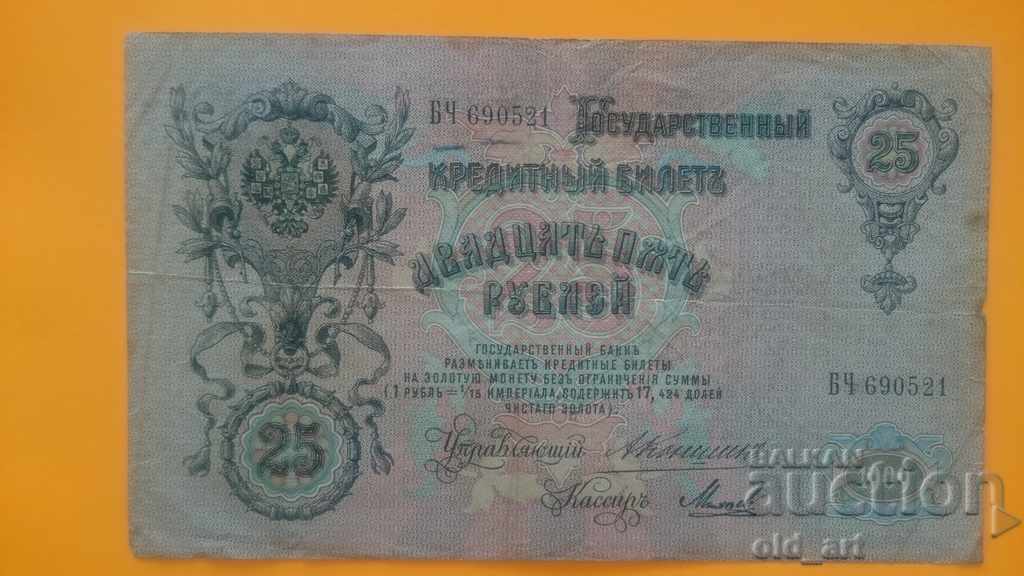 БЧ 690521
Государственный
25
Кредитный Билетъ
25
Двадцать пять
рублей
Государственный Банкъ
размѣниваетъ кредитные билеты
на золотую монету безъ ограниченія суммы
(1 рубль = 1/15 имперіала, содержитъ 17,424 долей
чистаго золота).
БЧ 690521
25
Управляющій
Кассиръ
БАЛКАН
auction
old_art